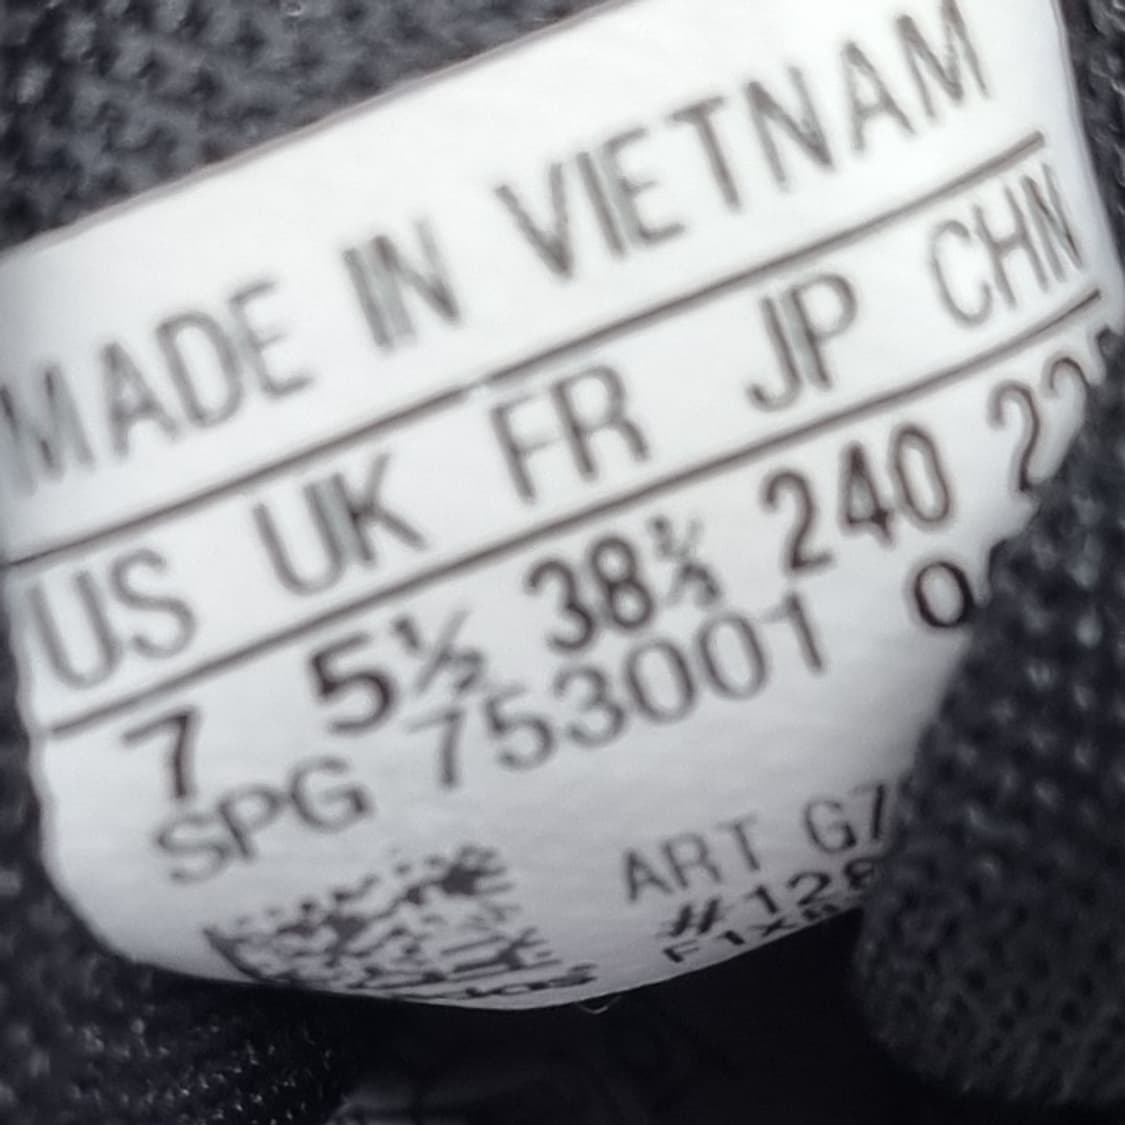 MADE IN VIETNAM
US UK FR JP CHN
7 5½ 38⅔ 240
SPG 753001
ART